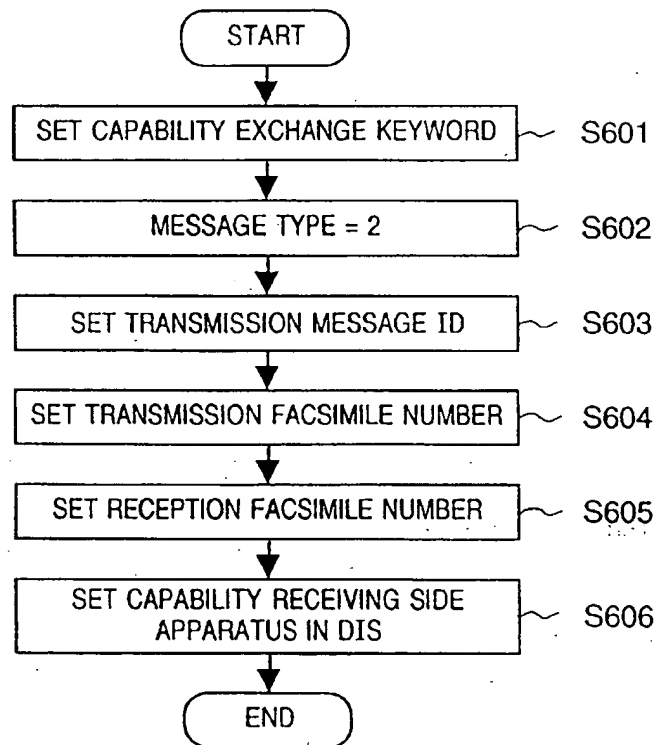 START
SET CAPABILITY EXCHANGE KEYWORD
S601
MESSAGE TYPE = 2
S602
SET TRANSMISSION MESSAGE ID
S603
SET TRANSMISSION FACSIMILE NUMBER
S604
SET RECEPTION FACSIMILE NUMBER
S605
SET CAPABILITY RECEIVING SIDE
APPARATUS IN DIS
S606
END